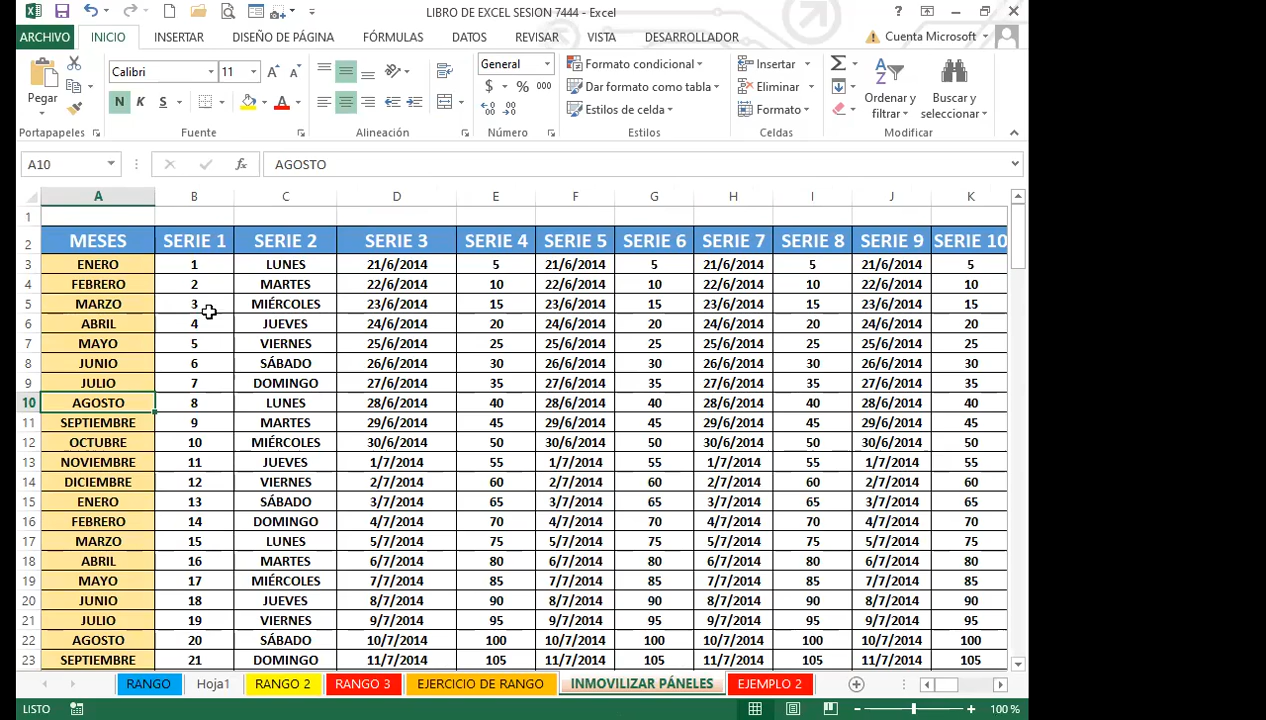 LIBRO DE EXCEL SESION 7444 - Excel
ARCHIVO INICIO INSERTAR DISEÑO DE PÁGINA FÓRMULAS DATOS REVISAR VISTA DESARROLLADOR Cuenta Microsoft
Calibri 11 General Formato condicional Insertar
Pegar Dar formato como tabla Eliminar Ordenar y filtrar Buscar y seleccionar
N K S $ % 000 Estilos de celda Formato
Portapapeles Fuente Alineación Número Estilos Celdas Modificar
A10 fx AGOSTO
A B C D E F G H I J K
1
2 MESES SERIE 1 SERIE 2 SERIE 3 SERIE 4 SERIE 5 SERIE 6 SERIE 7 SERIE 8 SERIE 9 SERIE 10
3 ENERO 1 LUNES 21/6/2014 5 21/6/2014 5 21/6/2014 5 21/6/2014 5
4 FEBRERO 2 MARTES 22/6/2014 10 22/6/2014 10 22/6/2014 10 22/6/2014 10
5 MARZO 3 MIÉRCOLES 23/6/2014 15 23/6/2014 15 23/6/2014 15 23/6/2014 15
6 ABRIL 4 JUEVES 24/6/2014 20 24/6/2014 20 24/6/2014 20 24/6/2014 20
7 MAYO 5 VIERNES 25/6/2014 25 25/6/2014 25 25/6/2014 25 25/6/2014 25
8 JUNIO 6 SÁBADO 26/6/2014 30 26/6/2014 30 26/6/2014 30 26/6/2014 30
9 JULIO 7 DOMINGO 27/6/2014 35 27/6/2014 35 27/6/2014 35 27/6/2014 35
10 AGOSTO 8 LUNES 28/6/2014 40 28/6/2014 40 28/6/2014 40 28/6/2014 40
11 SEPTIEMBRE 9 MARTES 29/6/2014 45 29/6/2014 45 29/6/2014 45 29/6/2014 45
12 OCTUBRE 10 MIÉRCOLES 30/6/2014 50 30/6/2014 50 30/6/2014 50 30/6/2014 50
13 NOVIEMBRE 11 JUEVES 1/7/2014 55 1/7/2014 55 1/7/2014 55 1/7/2014 55
14 DICIEMBRE 12 VIERNES 2/7/2014 60 2/7/2014 60 2/7/2014 60 2/7/2014 60
15 ENERO 13 SÁBADO 3/7/2014 65 3/7/2014 65 3/7/2014 65 3/7/2014 65
16 FEBRERO 14 DOMINGO 4/7/2014 70 4/7/2014 70 4/7/2014 70 4/7/2014 70
17 MARZO 15 LUNES 5/7/2014 75 5/7/2014 75 5/7/2014 75 5/7/2014 75
18 ABRIL 16 MARTES 6/7/2014 80 6/7/2014 80 6/7/2014 80 6/7/2014 80
19 MAYO 17 MIÉRCOLES 7/7/2014 85 7/7/2014 85 7/7/2014 85 7/7/2014 85
20 JUNIO 18 JUEVES 8/7/2014 90 8/7/2014 90 8/7/2014 90 8/7/2014 90
21 JULIO 19 VIERNES 9/7/2014 95 9/7/2014 95 9/7/2014 95 9/7/2014 95
22 AGOSTO 20 SÁBADO 10/7/2014 100 10/7/2014 100 10/7/2014 100 10/7/2014 100
23 SEPTIEMBRE 21 DOMINGO 11/7/2014 105 11/7/2014 105 11/7/2014 105 11/7/2014 105
RANGO Hoja1 RANGO 2 RANGO 3 EJERCICIO DE RANGO INMOVILIZAR PÁNELES EJEMPLO 2
LISTO 100 %